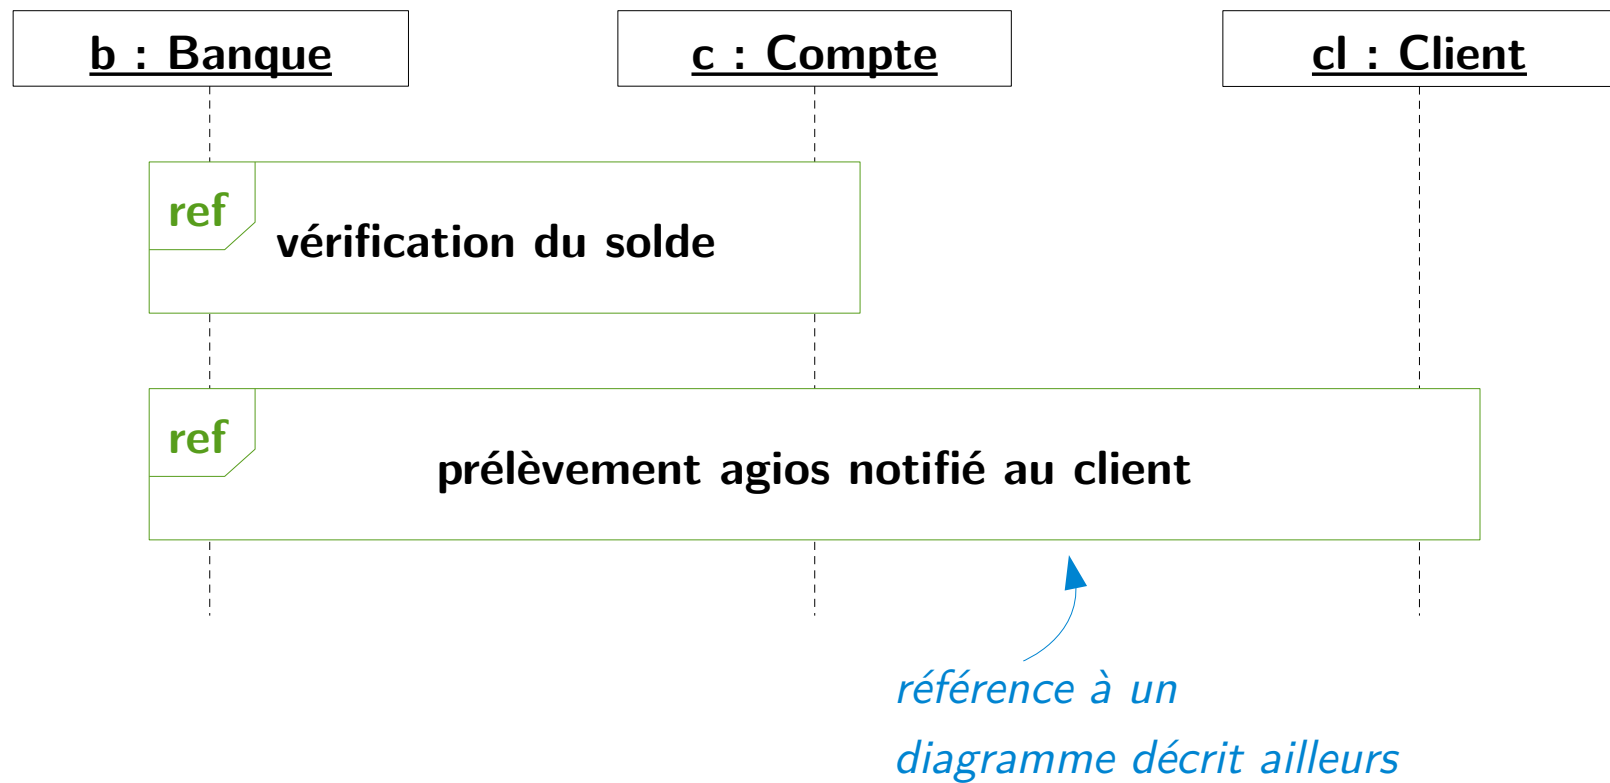 b : Banque
c : Compte
cl : Client
ref
vérification du solde
ref
prélèvement agios notifié au client
référence à un
diagramme décrit ailleurs